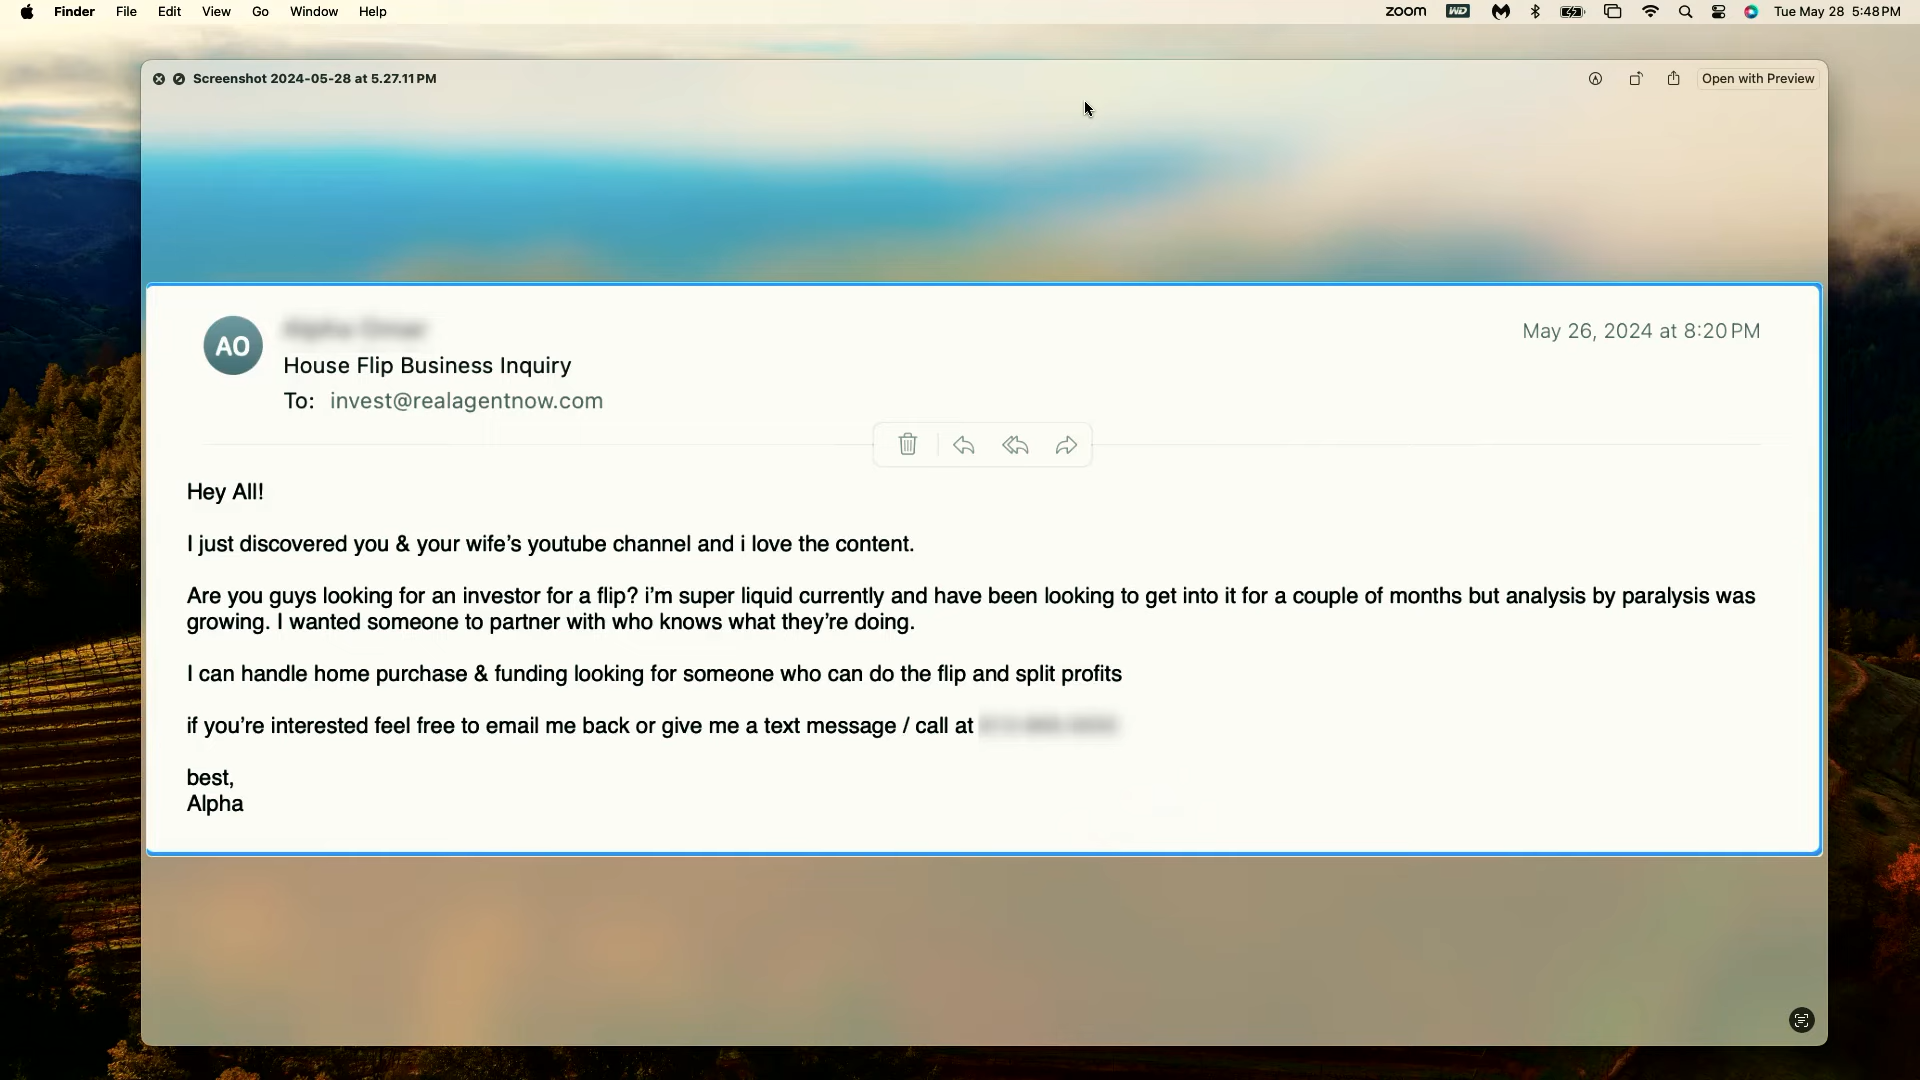 Finder File Edit View Go Window Help zoom WD Tue May 28 5:48 PM
Screenshot 2024-05-28 at 5.27.11 PM Open with Preview
AO
May 26, 2024 at 8:20 PM
House Flip Business Inquiry
To: invest@realagentnow.com
Hey All!
I just discovered you & your wife’s youtube channel and i love the content.
Are you guys looking for an investor for a flip? i’m super liquid currently and have been looking to get into it for a couple of months but analysis by paralysis was
growing. I wanted someone to partner with who knows what they’re doing.
I can handle home purchase & funding looking for someone who can do the flip and split profits
if you’re interested feel free to email me back or give me a text message / call at
best,
Alpha